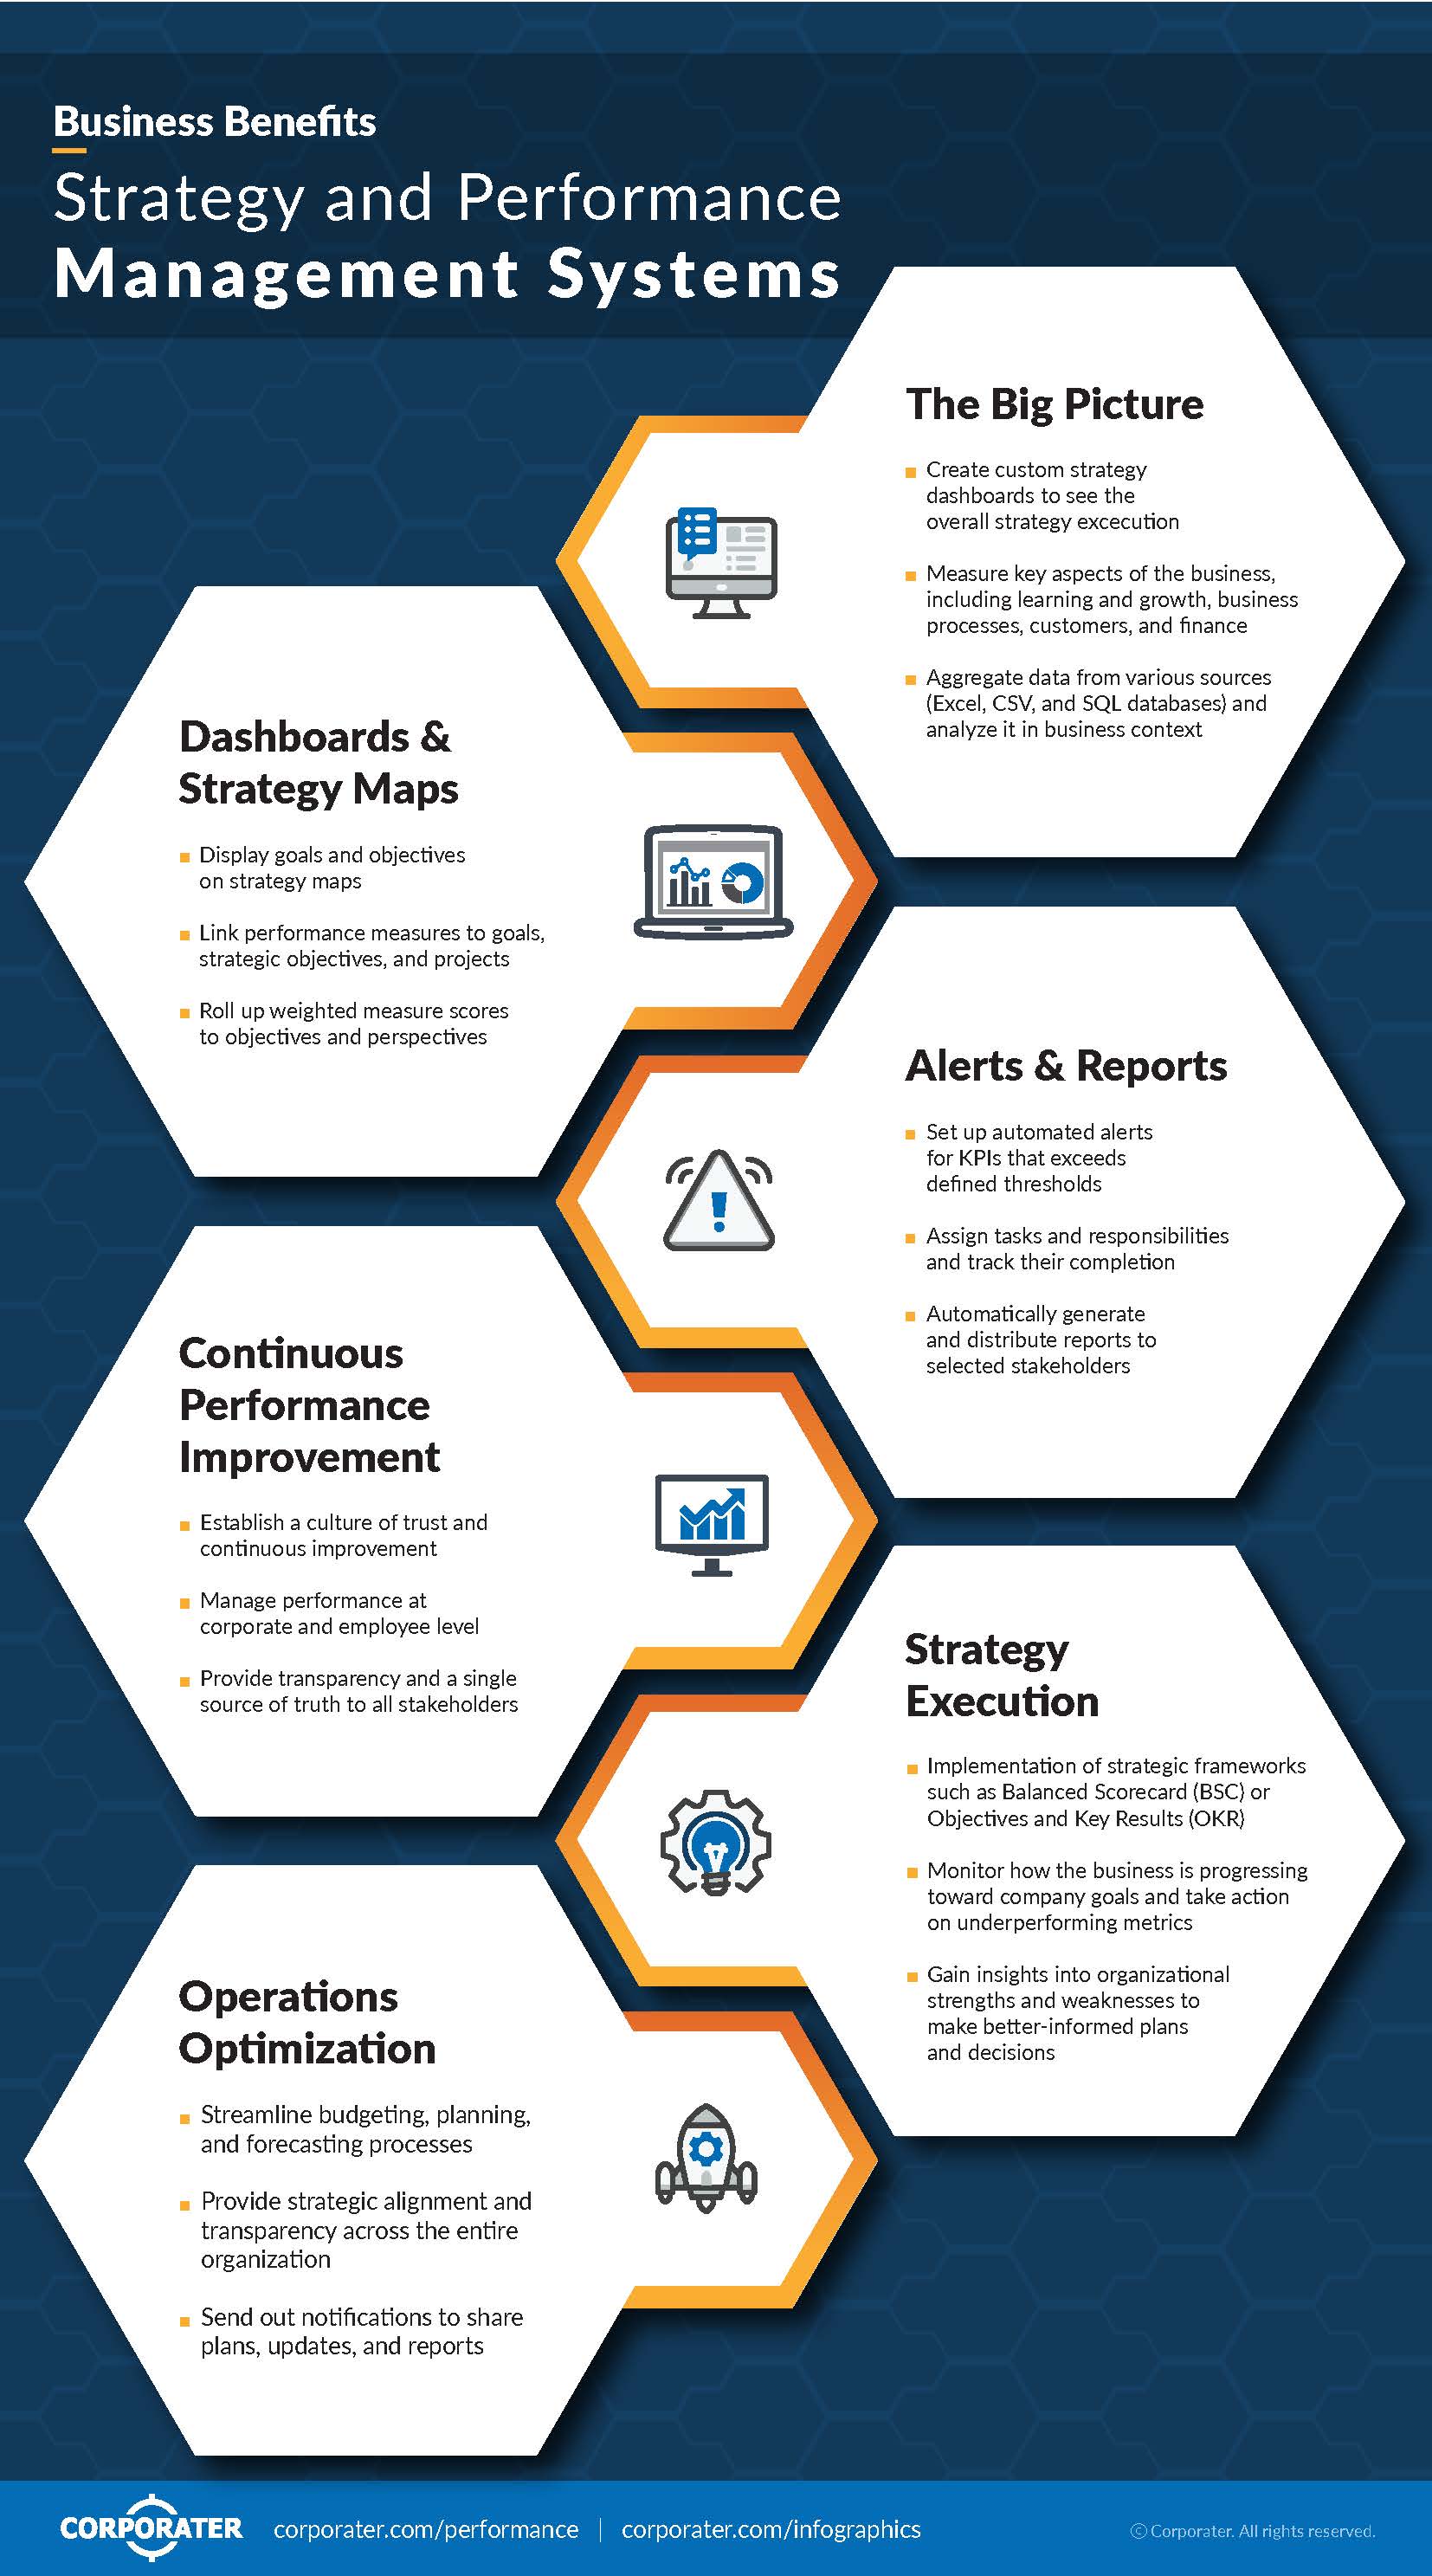 Business Benefits
Strategy and Performance
Management Systems
The Big Picture
Create custom strategy
dashboards to see the
overall strategy excecution
Measure key aspects of the business,
including learning and growth, business
processes, customers, and finance
Aggregate data from various sources
(Excel, CSV, and SQL databases) and
analyze it in business context
Dashboards &
Strategy Maps
Display goals and objectives
on strategy maps
Link performance measures to goals,
strategic objectives, and projects
Roll up weighted measure scores
to objectives and perspectives
Alerts & Reports
Set up automated alerts
for KPIs that exceeds
defined thresholds
Assign tasks and responsibilities
and track their completion
Automatically generate
and distribute reports to
selected stakeholders
Continuous
Performance
Improvement
Establish a culture of trust and
continuous improvement
Manage performance at
corporate and employee level
Provide transparency and a single
source of truth to all stakeholders
Strategy
Execution
Implementation of strategic frameworks
such as Balanced Scorecard (BSC) or
Objectives and Key Results (OKR)
Monitor how the business is progressing
toward company goals and take action
on underperforming metrics
Gain insights into organizational
strengths and weaknesses to
make better-informed plans
and decisions
Operations
Optimization
Streamline budgeting, planning,
and forecasting processes
Provide strategic alignment and
transparency across the entire
organization
Send out notifications to share
plans, updates, and reports
CORPORATER corporater.com/performance | corporater.com/infographics © Corporater. All rights reserved.